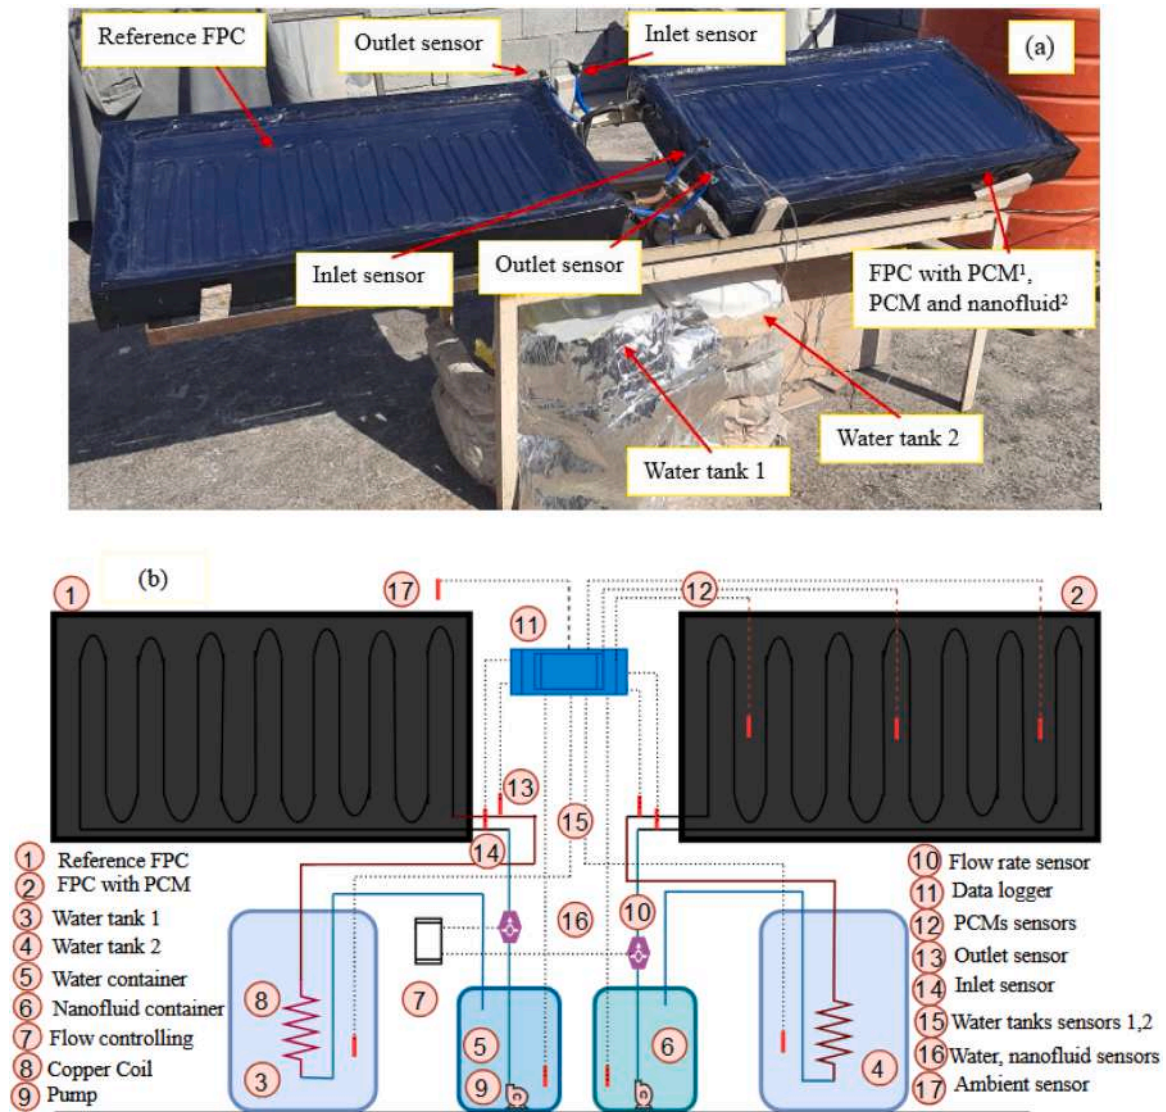 Reference FPC
Outlet sensor
Inlet sensor
(a)
Inlet sensor
Outlet sensor
FPC with PCM¹,
PCM and nanofluid²
Water tank 2
Water tank 1
(b)
1
17
12
2
11
13
15
14
1 Reference FPC
2 FPC with PCM
3 Water tank 1
4 Water tank 2
5 Water container
6 Nanofluid container
7 Flow controlling
8 Copper Coil
9 Pump
16
10
8
7
5
6
3
9
4
10 Flow rate sensor
11 Data logger
12 PCMs sensors
13 Outlet sensor
14 Inlet sensor
15 Water tanks sensors 1,2
16 Water, nanofluid sensors
17 Ambient sensor